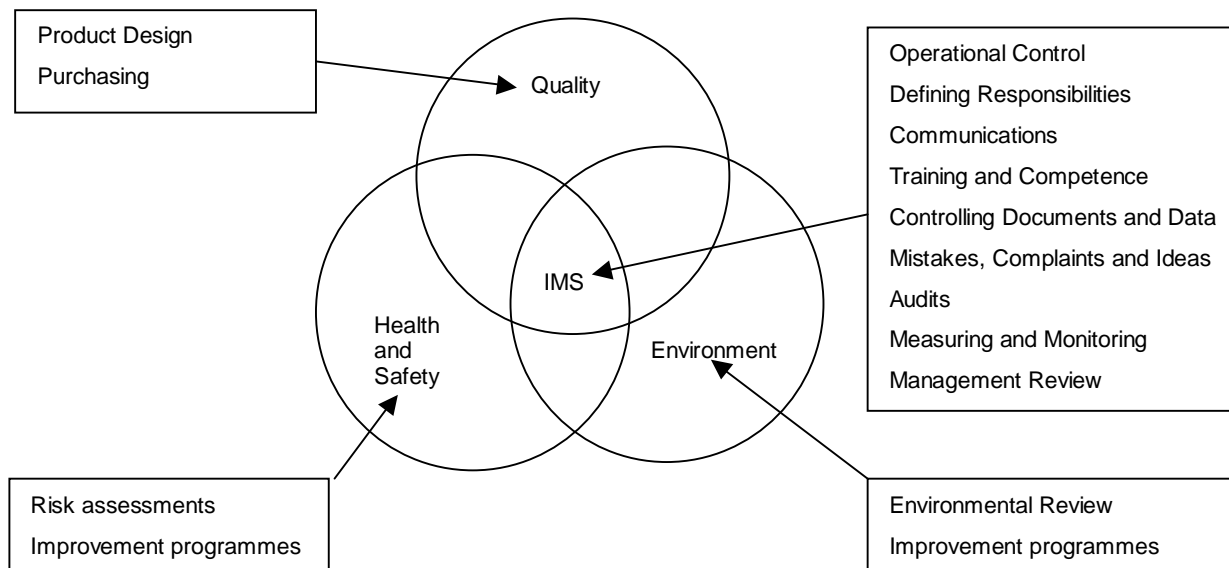 Product Design
Purchasing
Quality
Operational Control
Defining Responsibilities
Communications
Training and Competence
Controlling Documents and Data
Mistakes, Complaints and Ideas
Audits
Measuring and Monitoring
Management Review
IMS
Health
and
Safety
Environment
Risk assessments
Improvement programmes
Environmental Review
Improvement programmes